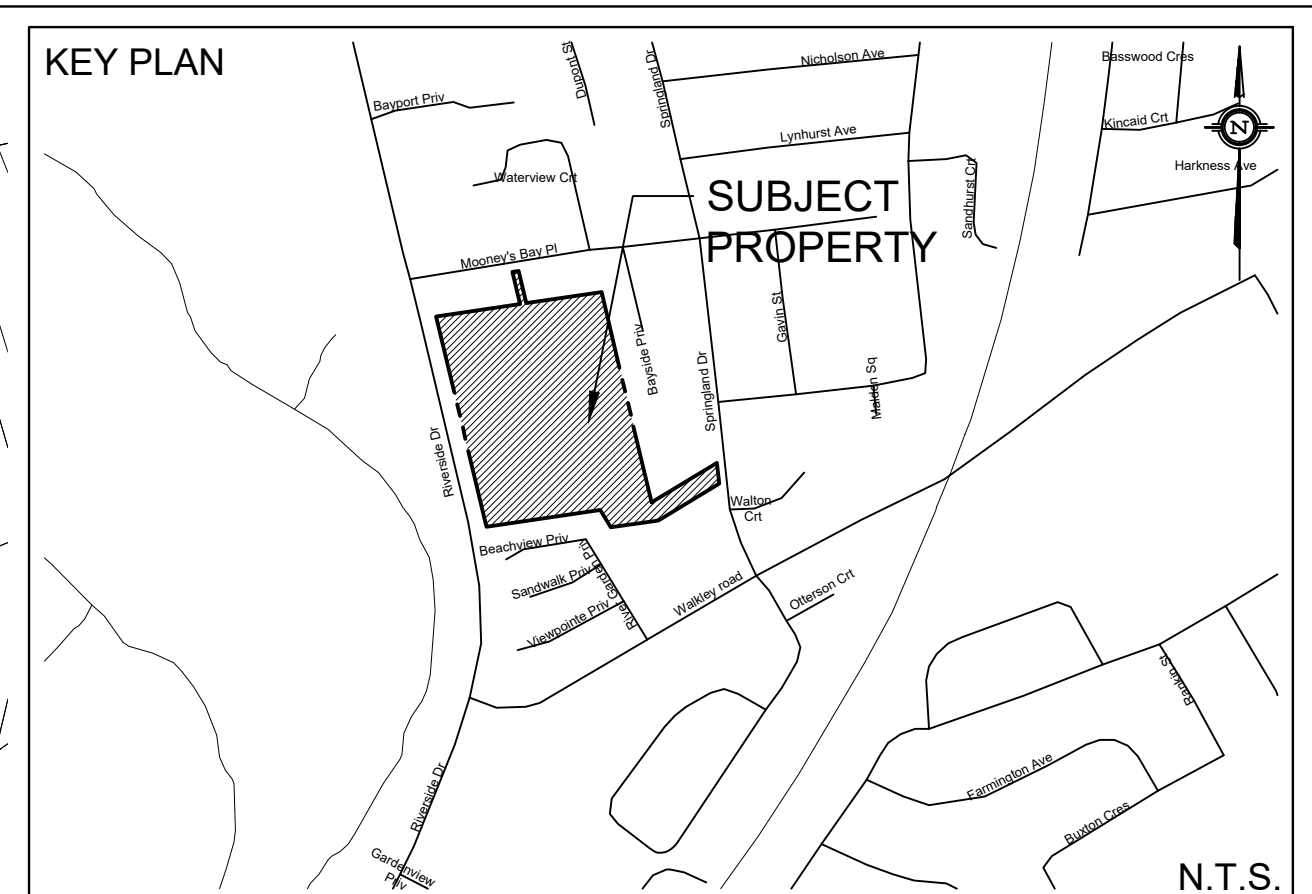 KEY PLAN
Dupont St
Springland Dr
Nicholson Ave
Basswood Cres
Bayport Priv
Kincaid Crt
N
Lynhurst Ave
Harkness Ave
Waterview Crt
SUBJECT
PROPERTY
Sandhurst Crt
Mooney's Bay Pl
Gavin St
Bayside Priv
Springland Dr
Malden Sq
Riverside Dr
Walton
Crt
Beachview Priv
River Garden Priv
Sandwalk Priv
Walkley road
Otterson Crt
Viewpointe Priv
Rankin St
Farmington Ave
Riverside Dr
Buxton Cres
Gardenview
Priv
N.T.S.